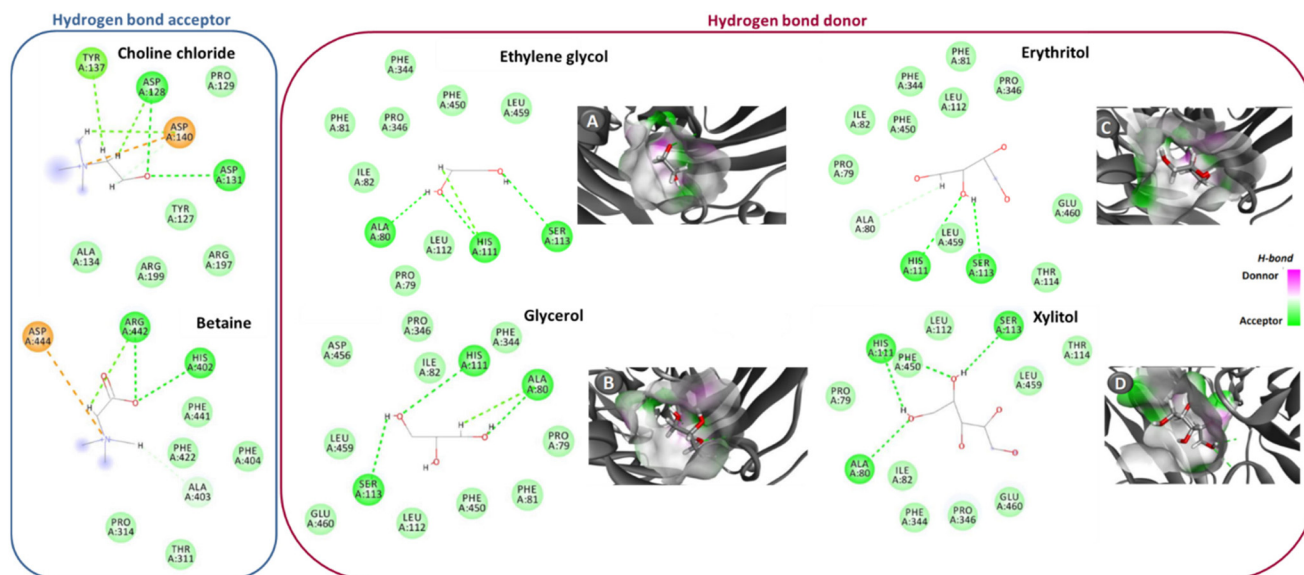 Hydrogen bond acceptor
Hydrogen bond donor
Choline chloride
TYR
A:137
ASP
A:128
PRO
A:129
ASP
A:140
H
H
H
N
O
H
ASP
A:131
TYR
A:127
ALA
A:134
ARG
A:199
ARG
A:197
Betaine
ASP
A:444
ARG
A:442
HIS
A:402
O
O
H
N
H
PHE
A:441
PHE
A:422
PHE
A:404
ALA
A:403
PRO
A:314
THR
A:311
Ethylene glycol
PHE
A:344
PHE
A:450
LEU
A:459
PHE
A:81
PRO
A:346
ILE
A:82
H
H
O
O
H
ALA
A:80
LEU
A:112
HIS
A:111
SER
A:113
PRO
A:79
A
Glycerol
PRO
A:346
PHE
A:344
ASP
A:456
ILE
A:82
HIS
A:111
ALA
A:80
H
O
H
O
H
H
O
LEU
A:459
PRO
A:79
SER
A:113
PHE
A:450
PHE
A:81
GLU
A:460
LEU
A:112
B
Erythritol
PHE
A:81
PHE
A:344
LEU
A:112
PRO
A:346
ILE
A:82
PHE
A:450
PRO
A:79
O
O
H
O
H
O
ALA
A:80
GLU
A:460
LEU
A:459
HIS
A:111
SER
A:113
THR
A:114
C
H-bond
Donnor
Acceptor
Xylitol
LEU
A:112
SER
A:113
HIS
A:111
PHE
A:450
THR
A:114
PRO
A:79
LEU
A:459
H
O
H
O
O
O
O
ALA
A:80
ILE
A:82
PHE
A:344
PRO
A:346
GLU
A:460
D